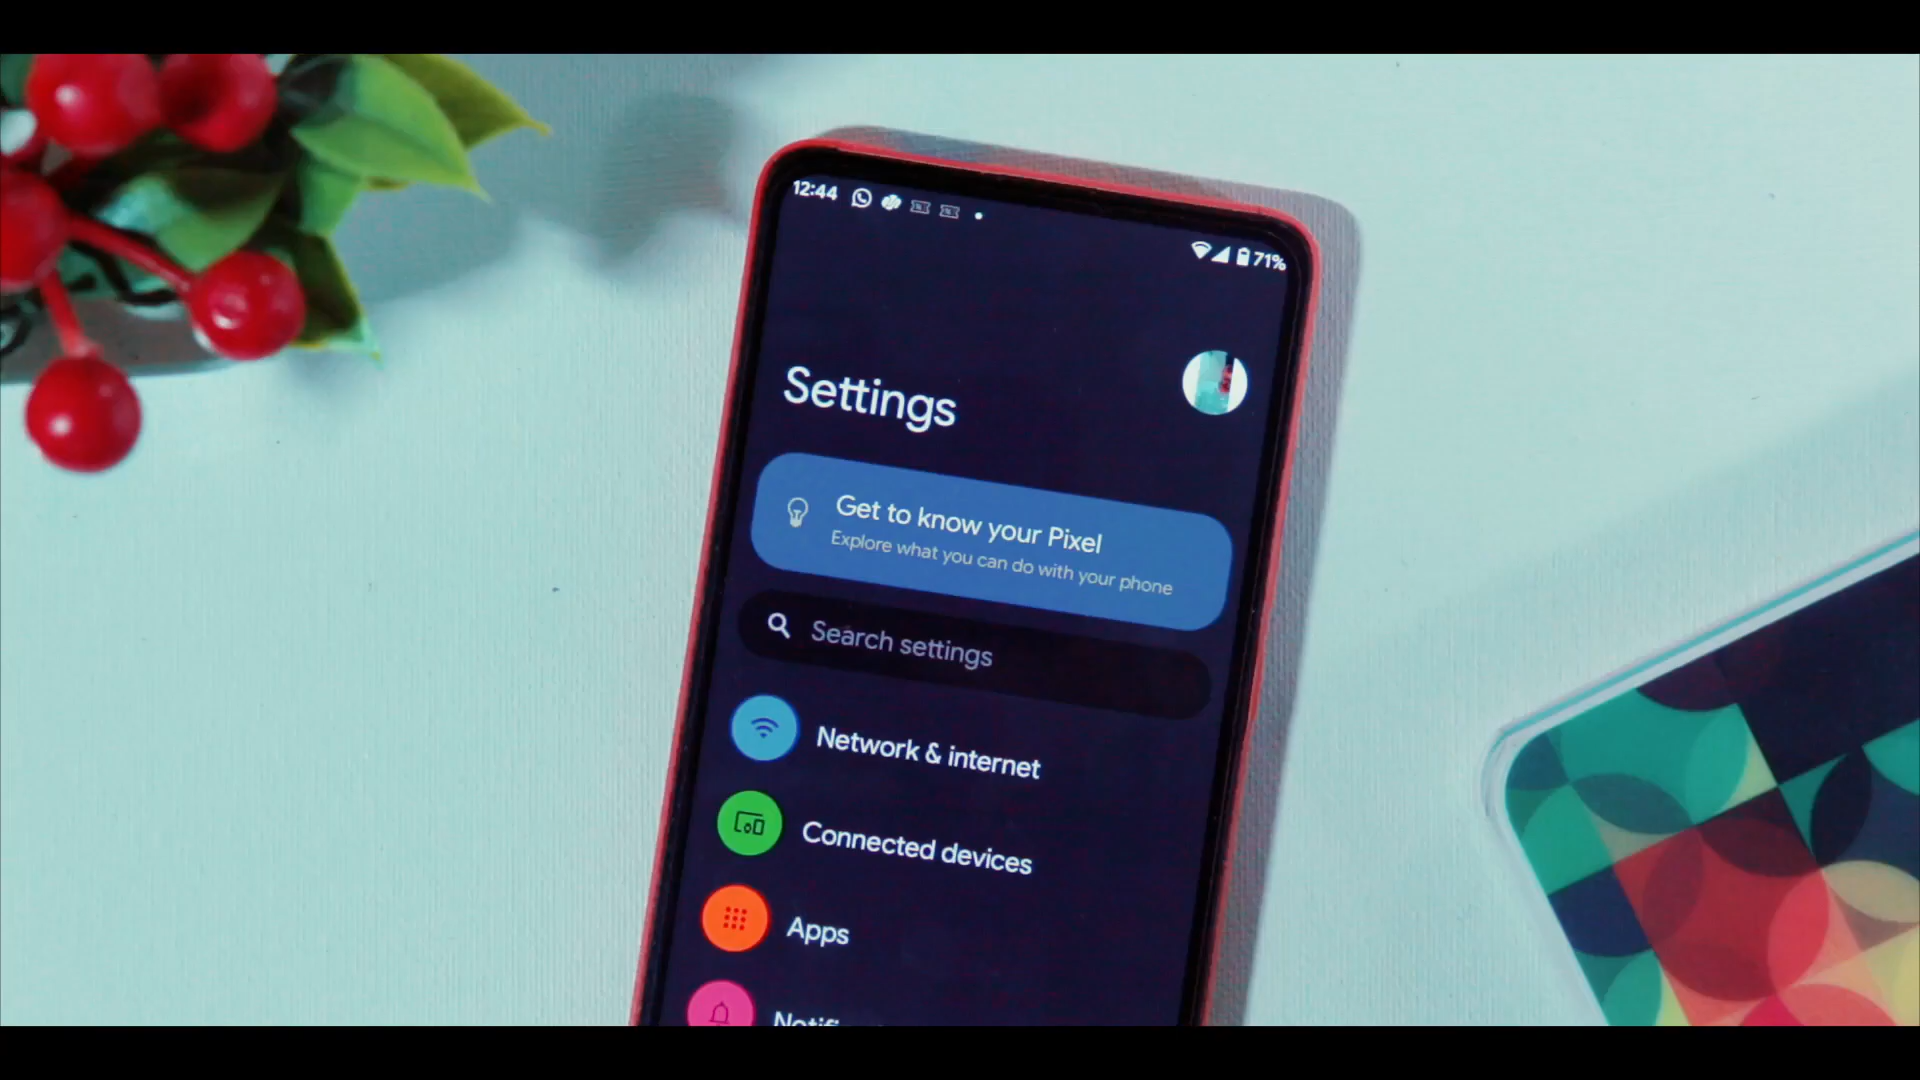 12:44
71%
Settings
Get to know your Pixel
Explore what you can do with your phone
Search settings
Network & internet
Connected devices
Apps